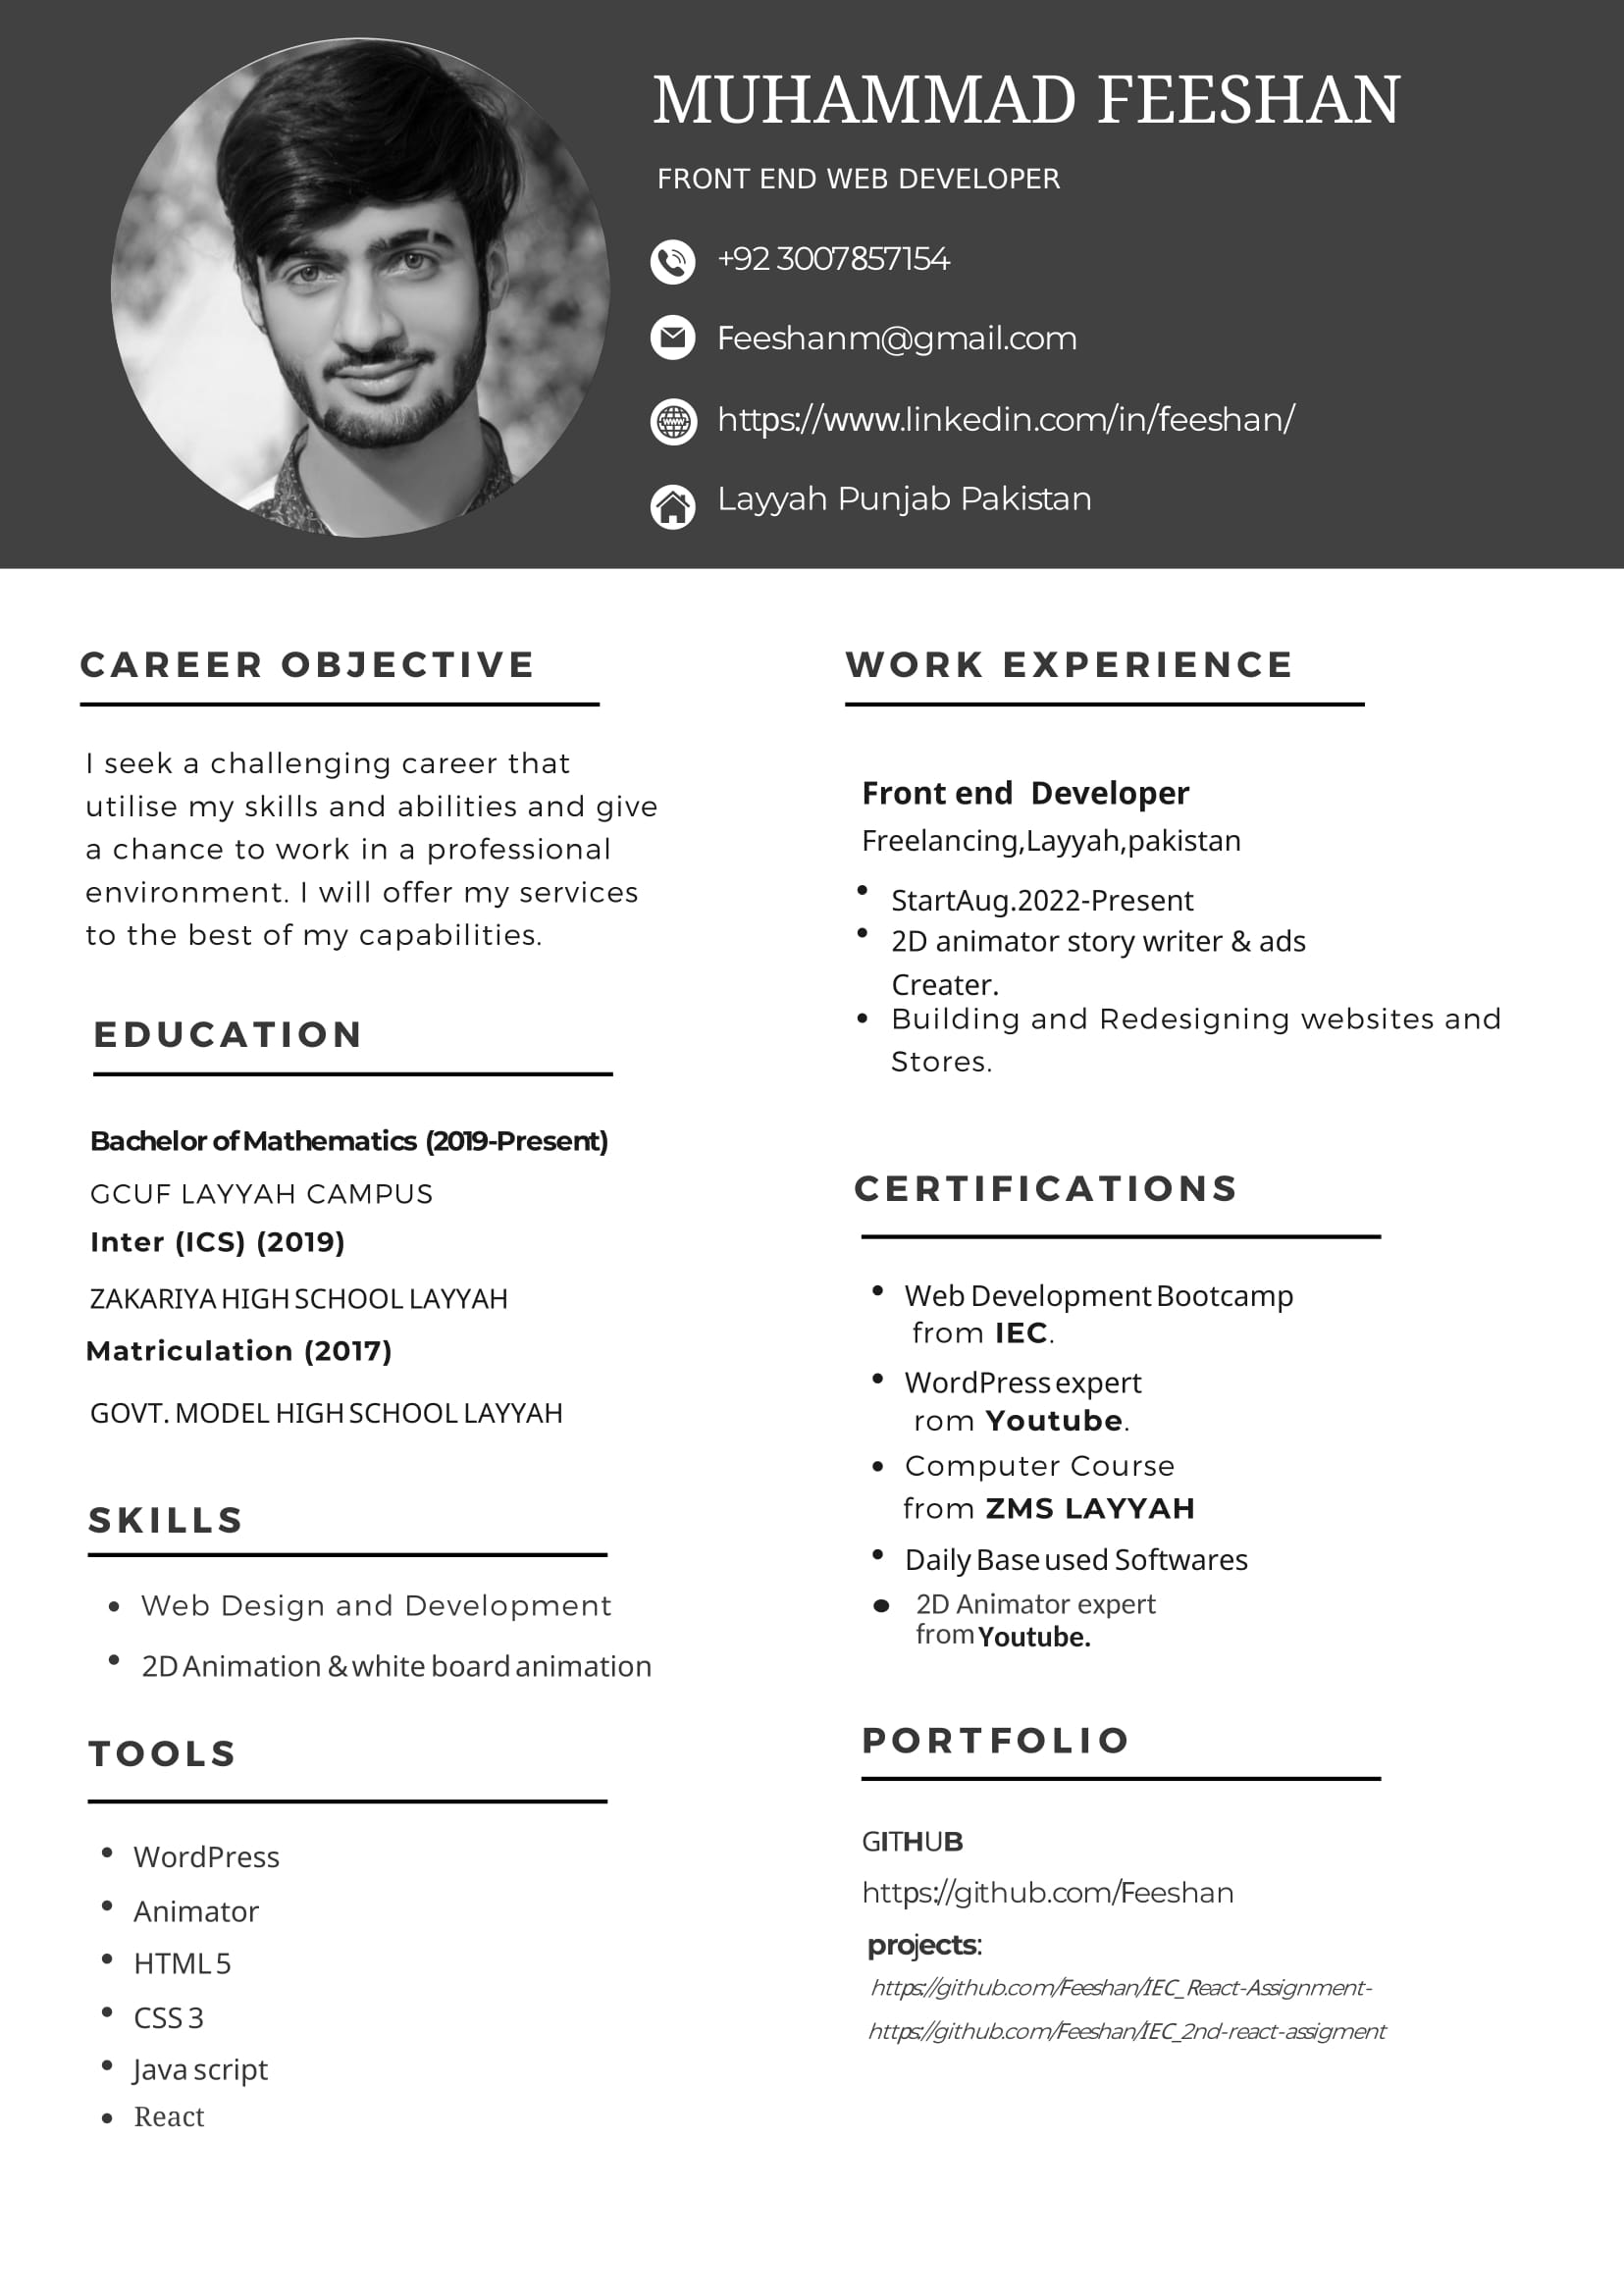 MUHAMMAD FEESHAN
FRONT END WEB DEVELOPER
+92 3007857154
Feeshanm@gmail.com
https://www.linkedin.com/in/feeshan/
Layyah Punjab Pakistan
CAREER OBJECTIVE
I seek a challenging career that
utilise my skills and abilities and give
a chance to work in a professional
environment. I will offer my services
to the best of my capabilities.
EDUCATION
Bachelor of Mathematics (2019-Present)
GCUF LAYYAH CAMPUS
Inter (ICS) (2019)
ZAKARIYA HIGH SCHOOL LAYYAH
Matriculation (2017)
GOVT. MODEL HIGH SCHOOL LAYYAH
SKILLS
• Web Design and Development
• 2D Animation & white board animation
TOOLS
• WordPress
• Animator
• HTML 5
• CSS 3
• Java script
• React
WORK EXPERIENCE
Front end Developer
Freelancing,Layyah,pakistan
• StartAug.2022-Present
• 2D animator story writer & ads
Creater.
• Building and Redesigning websites and
Stores.
CERTIFICATIONS
• Web Development Bootcamp
from IEC.
• WordPress expert
rom Youtube.
• Computer Course
from ZMS LAYYAH
• Daily Base used Softwares
• 2D Animator expert
from Youtube.
PORTFOLIO
GITHUB
https://github.com/Feeshan
projects:
https://github.com/Feeshan/IEC_React-Assignment-
https://github.com/Feeshan/IEC_2nd-react-assigment